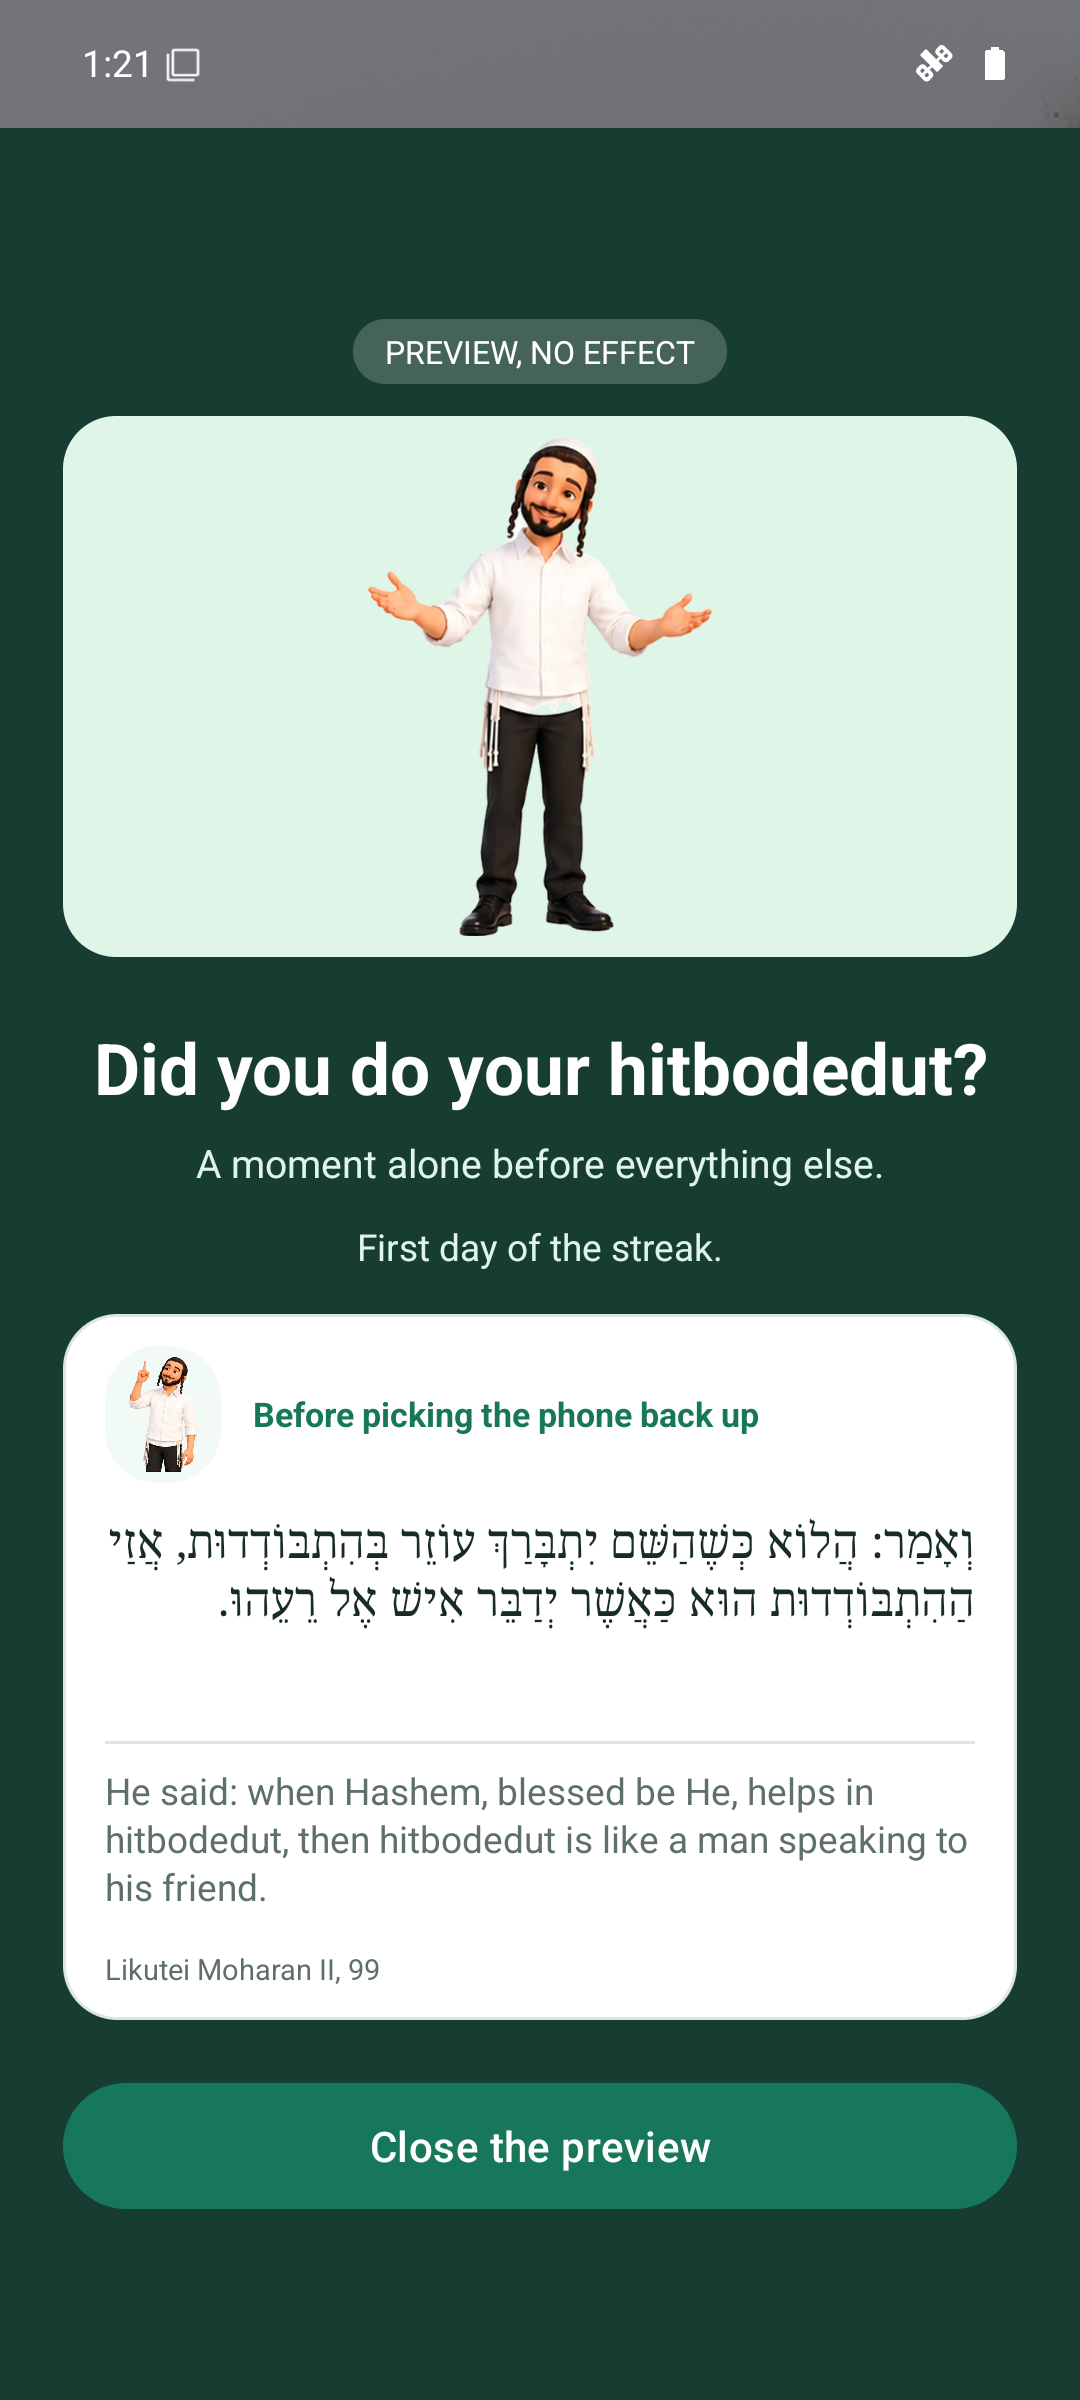 1:21
PREVIEW, NO EFFECT
Did you do your hitbodedut?
A moment alone before everything else.
First day of the streak.
Before picking the phone back up
וְאָמַר: הֲלוֹא כְּשֶׁהַשֵּׁם יִתְבָּרַךְ עוֹזֵר בְּהִתְבּוֹדְדוּת, אֲזַי
הַהִתְבּוֹדְדוּת הוּא כַּאֲשֶׁר יְדַבֵּר אִישׁ אֶל רֵעֵהוּ.
He said: when Hashem, blessed be He, helps in
hitbodedut, then hitbodedut is like a man speaking to
his friend.
Likutei Moharan II, 99
Close the preview